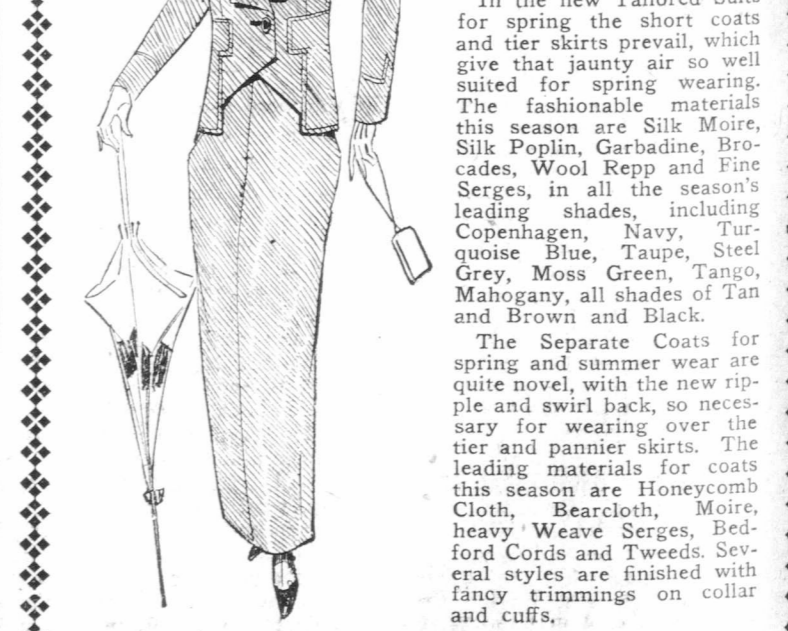 In the new Tailored Suits
for spring the short coats
and tier skirts prevail, which
give that jaunty air so well
suited for spring wearing.
The fashionable materials
this season are Silk Moire,
Silk Poplin, Garbadine, Bro-
cades, Wool Repp and Fine
Serges, in all the season's
leading shades, including
Copenhagen, Navy, Tur-
quoise Blue, Taupe, Steel
Grey, Moss Green, Tango,
Mahogany, all shades of Tan
and Brown and Black.
The Separate Coats for
spring and summer wear are
quite novel, with the new rip-
ple and swirl back, so neces-
sary for wearing over the
tier and pannier skirts. The
leading materials for coats
this season are Honeycomb
Cloth, Bearcloth, Moire,
heavy Weave Serges, Bed-
ford Cords and Tweeds. Sev-
eral styles are finished with
fancy trimmings on collar
and cuffs.